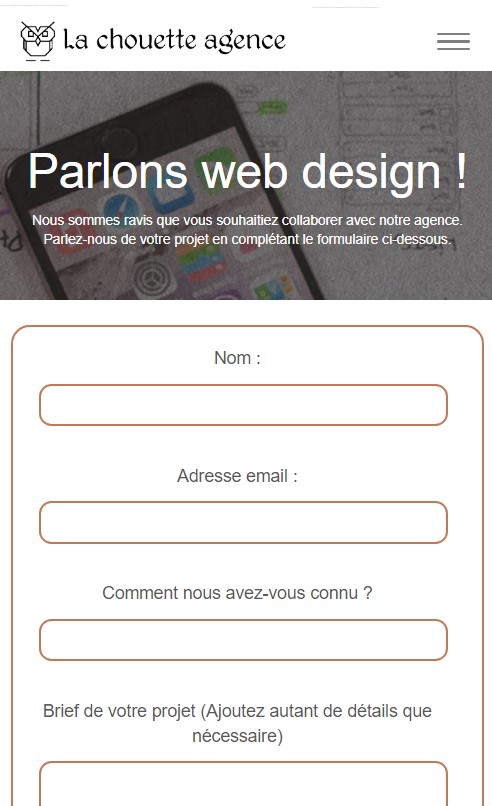 La chouette agence
Parlons web design !
Nous sommes ravis que vous souhaitiez collaborer avec notre agence.
Parlez-nous de votre projet en complétant le formulaire ci-dessous.
Nom :
Adresse email :
Comment nous avez-vous connu ?
Brief de votre projet (Ajoutez autant de détails que
nécessaire)